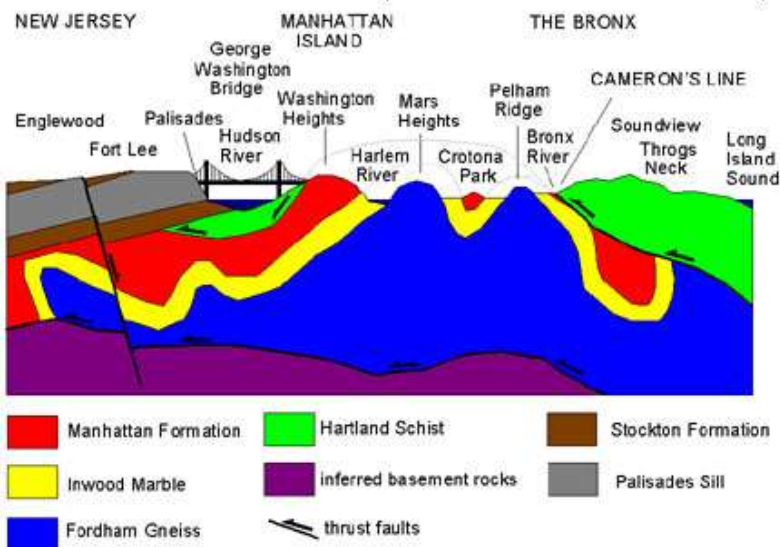 NEW JERSEY
MANHATTAN
ISLAND
THE BRONX
George
Washington
Bridge
CAMERON'S LINE
Englewood
Palisades
Washington
Heights
Mars
Heights
Pelham
Ridge
Fort Lee
Hudson
River
Harlem
River
Crotona
Park
Bronx
River
Soundview
Throgs
Neck
Long
Island
Sound
Manhattan Formation
Hartland Schist
Stockton Formation
Inwood Marble
inferred basement rocks
Palisades Sill
Fordham Gneiss
thrust faults